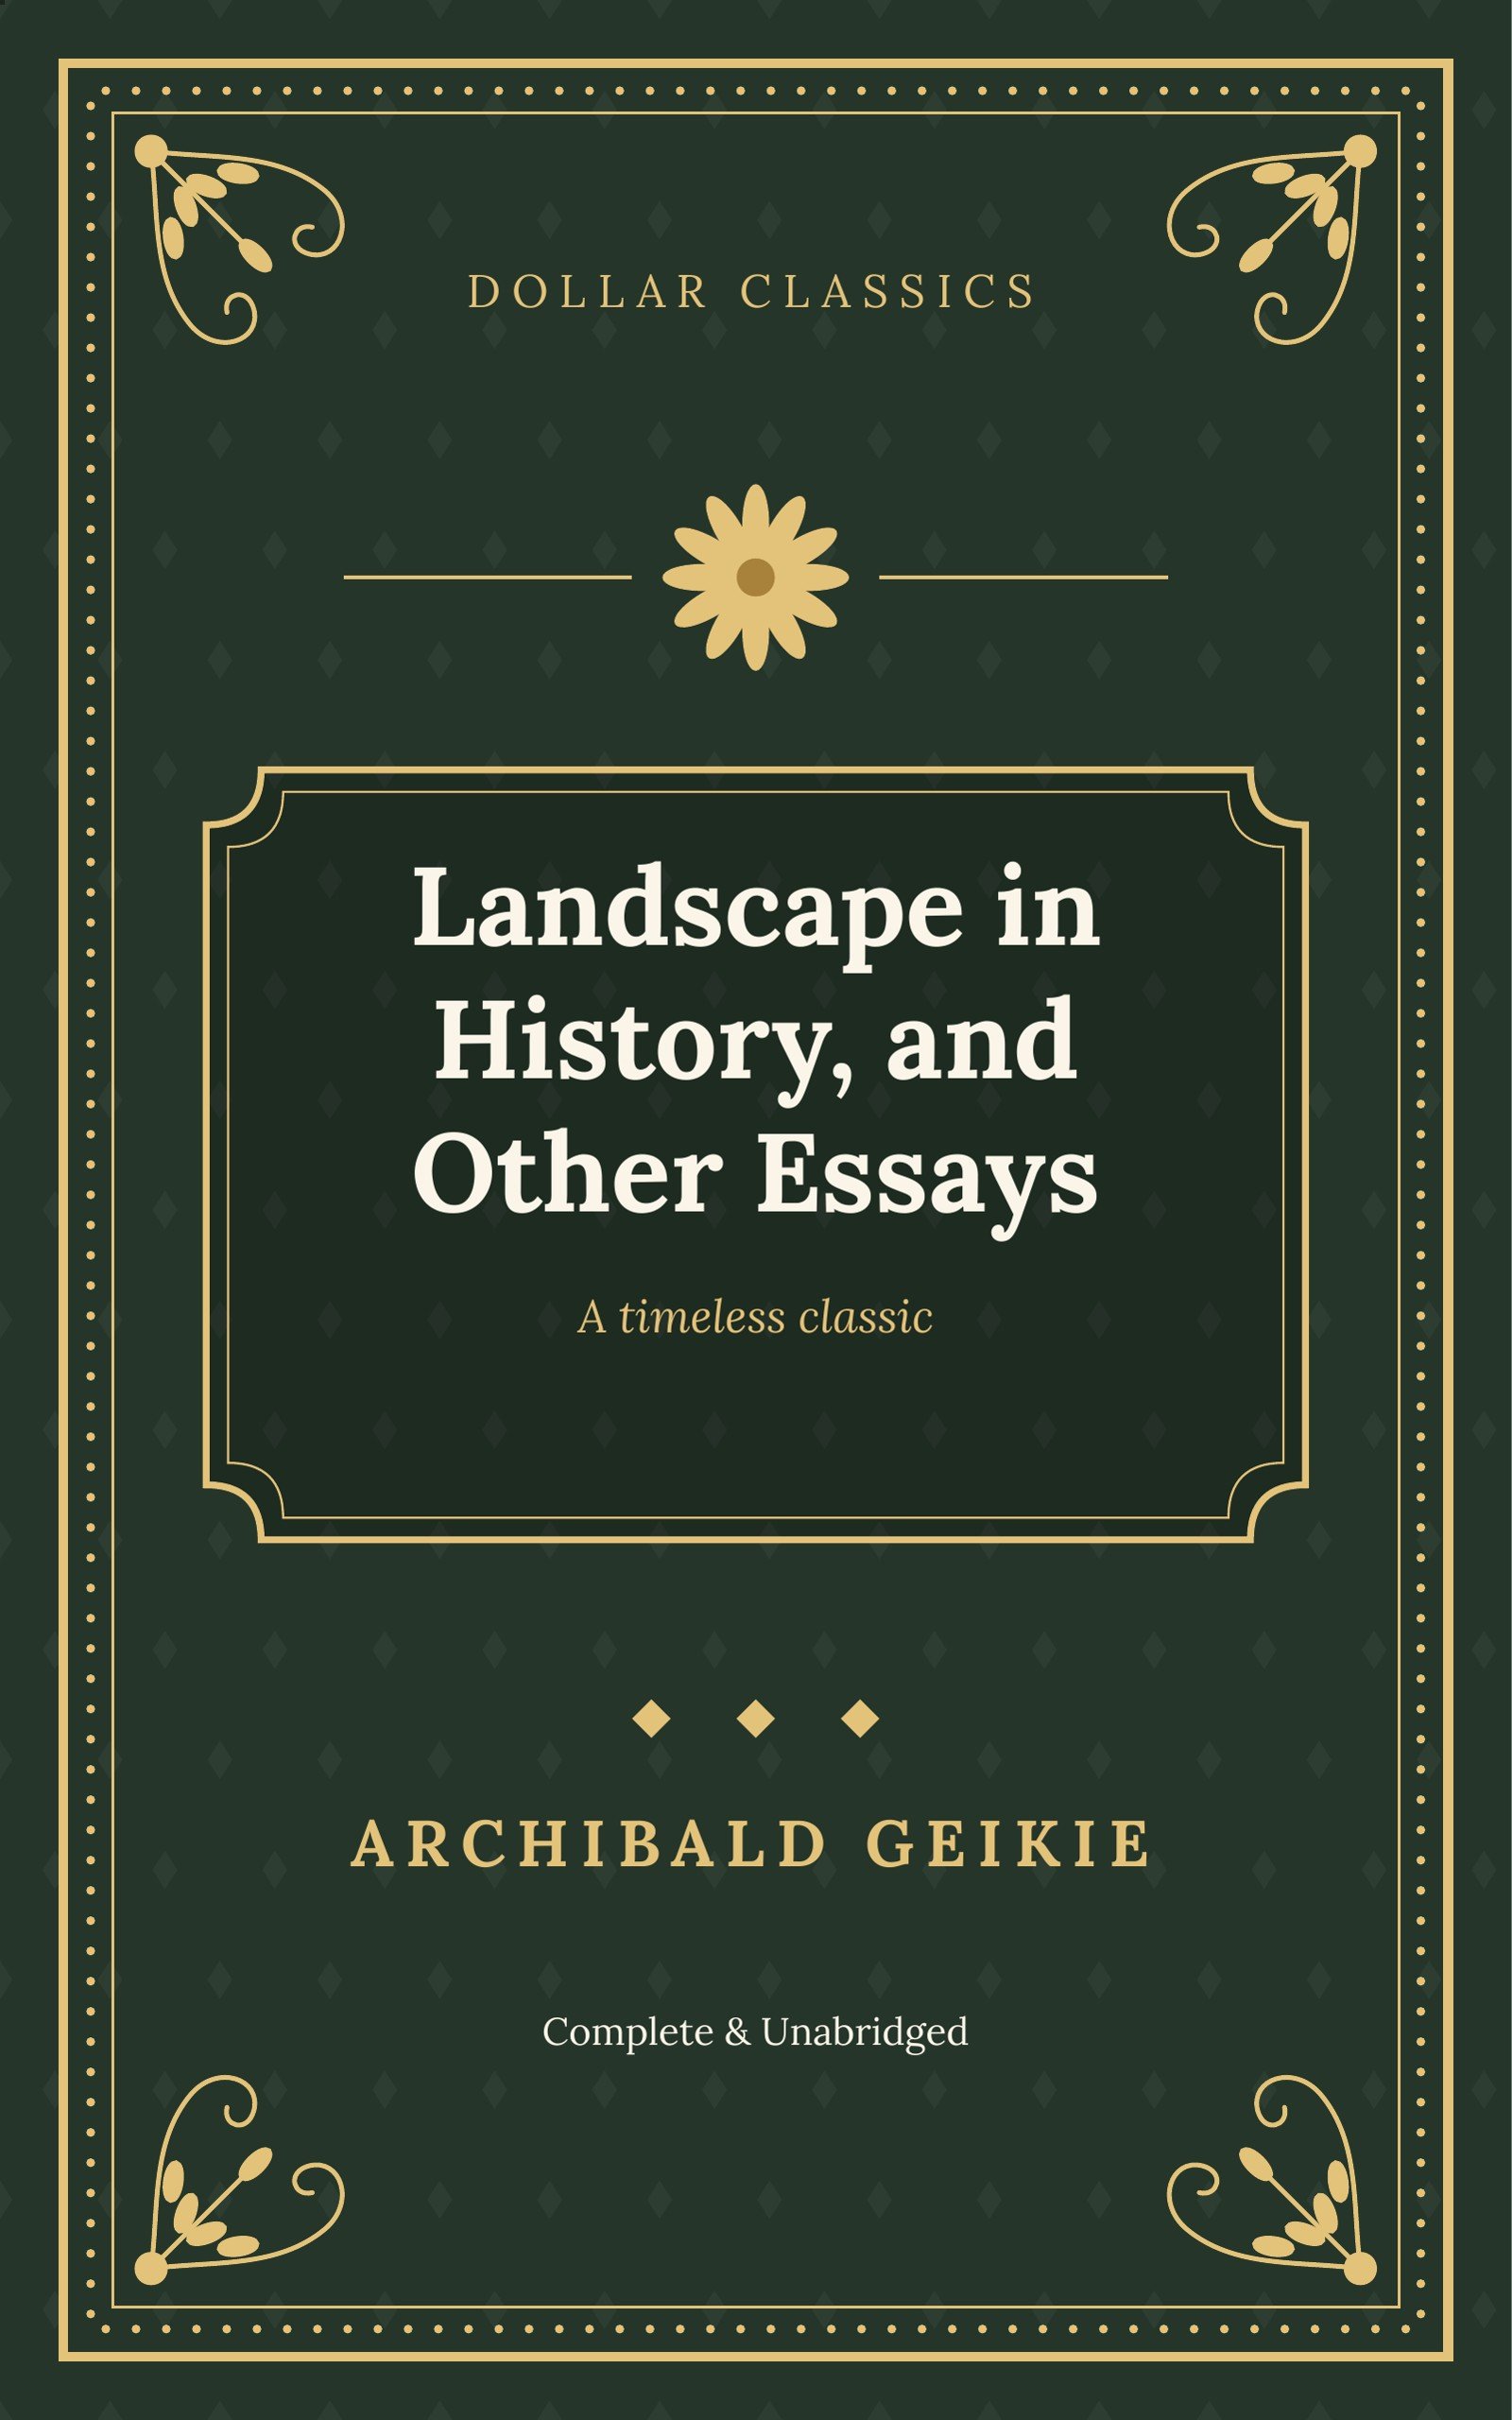 DOLLAR CLASSICS
Landscape in
History, and
Other Essays
A timeless classic
ARCHIBALD GEIKIE
Complete & Unabridged